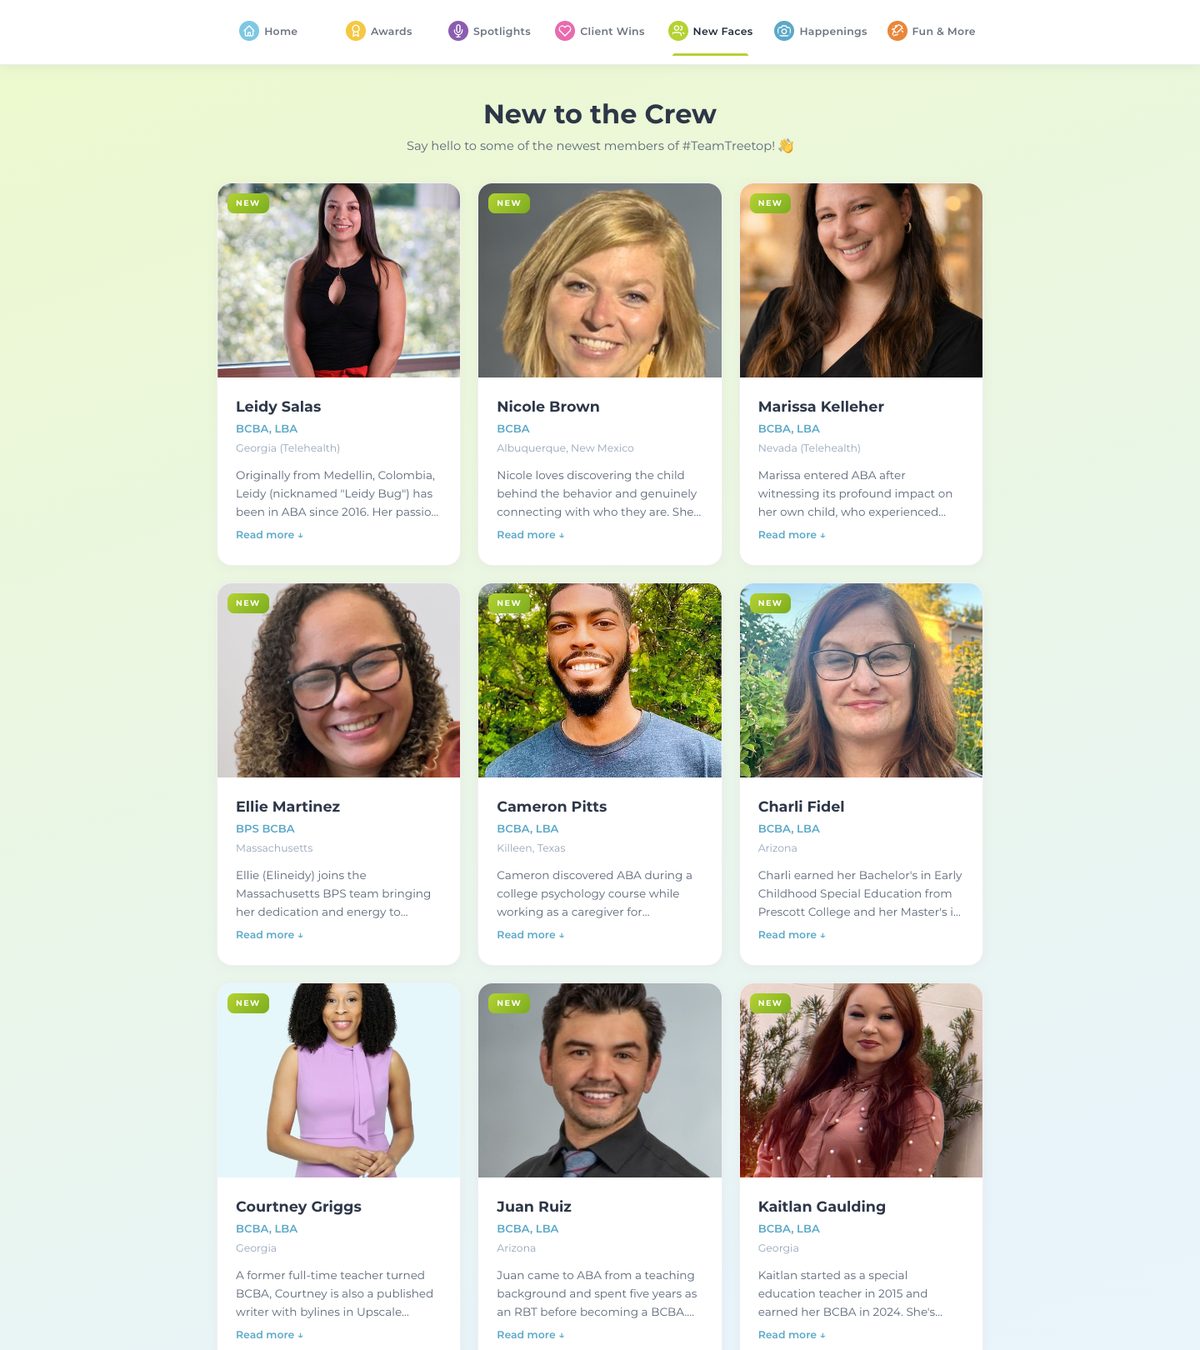 Home
Awards
Spotlights
Client Wins
New Faces
Happenings
Fun & More
New to the Crew
Say hello to some of the newest members of #TeamTreetop! 👋
NEW
Leidy Salas
BCBA, LBA
Georgia (Telehealth)
Originally from Medellin, Colombia,
Leidy (nicknamed "Leidy Bug") has
been in ABA since 2016. Her passio...
Read more ↓
NEW
Nicole Brown
BCBA
Albuquerque, New Mexico
Nicole loves discovering the child
behind the behavior and genuinely
connecting with who they are. She...
Read more ↓
NEW
Marissa Kelleher
BCBA, LBA
Nevada (Telehealth)
Marissa entered ABA after
witnessing its profound impact on
her own child, who experienced...
Read more ↓
NEW
Ellie Martinez
BPS BCBA
Massachusetts
Ellie (Elineidy) joins the
Massachusetts BPS team bringing
her dedication and energy to...
Read more ↓
NEW
Cameron Pitts
BCBA, LBA
Killeen, Texas
Cameron discovered ABA during a
college psychology course while
working as a caregiver for...
Read more ↓
NEW
Charli Fidel
BCBA, LBA
Arizona
Charli earned her Bachelor's in Early
Childhood Special Education from
Prescott College and her Master's i...
Read more ↓
NEW
Courtney Griggs
BCBA, LBA
Georgia
A former full-time teacher turned
BCBA, Courtney is also a published
writer with bylines in Upscale...
Read more ↓
NEW
Juan Ruiz
BCBA, LBA
Arizona
Juan came to ABA from a teaching
background and spent five years as
an RBT before becoming a BCBA....
Read more ↓
NEW
Kaitlan Gaulding
BCBA, LBA
Georgia
Kaitlan started as a special
education teacher in 2015 and
earned her BCBA in 2024. She's...
Read more ↓